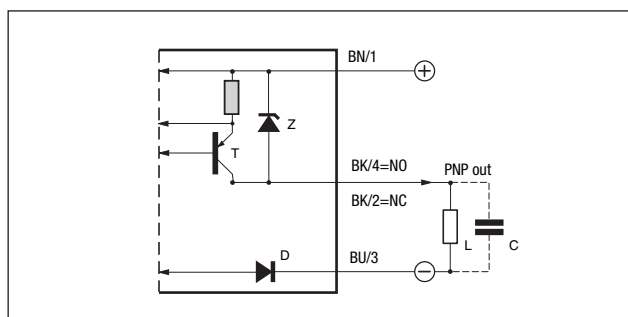 BN/1
+
Z
T
BK/4=NO
PNP out
BK/2=NC
L
C
D
BU/3
−